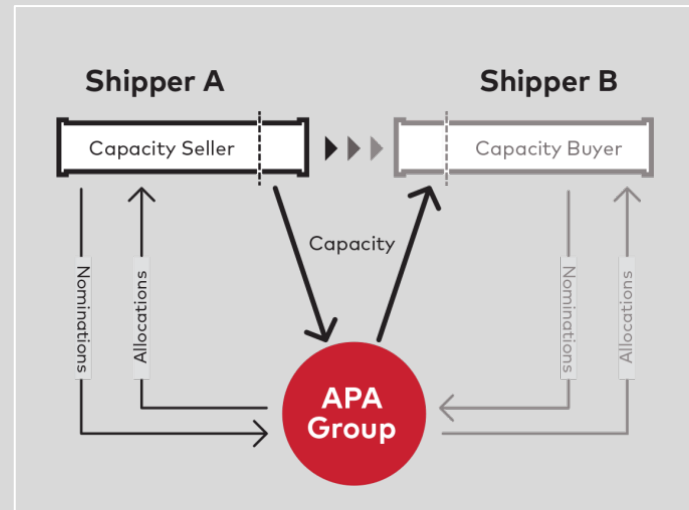 Shipper A
Shipper B
Capacity Seller
Capacity Buyer
Capacity
Nominations
Allocations
Nominations
Allocations
APA
Group